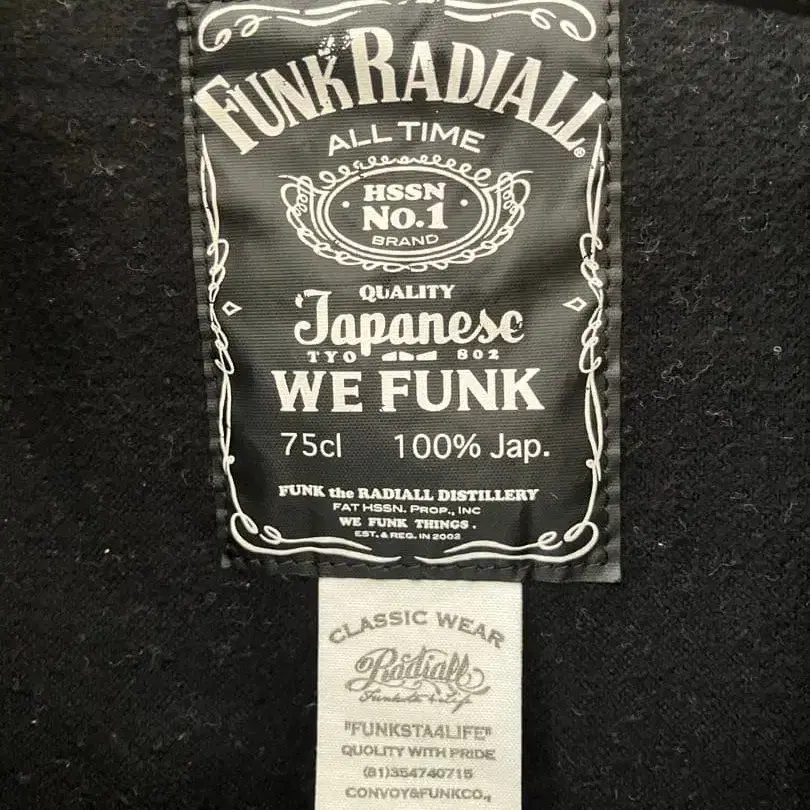 FUNK RADIALL®
ALL TIME
HSSN
NO.1
BRAND
QUALITY
Japanese
TYO 802
WE FUNK
75cl 100% Jap.
FUNK the RADIALL DISTILLERY
FAT HSSN. PROP., INC
WE FUNK THINGS.
EST. & REG. IN 2002
CLASSIC WEAR
Radiall
"FUNKSTA4LIFE"
QUOLITY WITH PRIDE
(81)354740715
CONVOY&FUNKCO.,